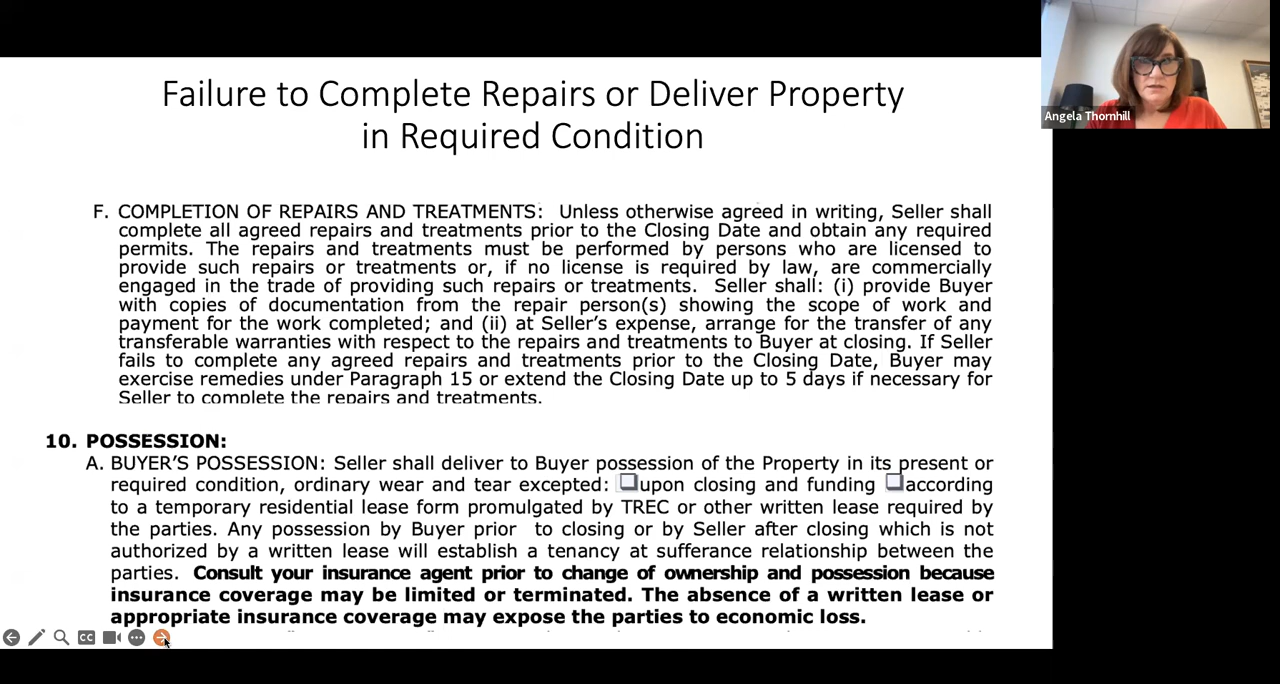 Failure to Complete Repairs or Deliver Property
in Required Condition
Angela Thornhill
F. COMPLETION OF REPAIRS AND TREATMENTS: Unless otherwise agreed in writing, Seller shall
complete all agreed repairs and treatments prior to the Closing Date and obtain any required
permits. The repairs and treatments must be performed by persons who are licensed to
provide such repairs or treatments or, if no license is required by law, are commercially
engaged in the trade of providing such repairs or treatments. Seller shall: (i) provide Buyer
with copies of documentation from the repair person(s) showing the scope of work and
payment for the work completed; and (ii) at Seller's expense, arrange for the transfer of any
transferable warranties with respect to the repairs and treatments to Buyer at closing. If Seller
fails to complete any agreed repairs and treatments prior to the Closing Date, Buyer may
exercise remedies under Paragraph 15 or extend the Closing Date up to 5 days if necessary for
Seller to complete the repairs and treatments.
10. POSSESSION:
A. BUYER'S POSSESSION: Seller shall deliver to Buyer possession of the Property in its present or
required condition, ordinary wear and tear excepted: ❑upon closing and funding ❑according
to a temporary residential lease form promulgated by TREC or other written lease required by
the parties. Any possession by Buyer prior to closing or by Seller after closing which is not
authorized by a written lease will establish a tenancy at sufferance relationship between the
parties. Consult your insurance agent prior to change of ownership and possession because
insurance coverage may be limited or terminated. The absence of a written lease or
appropriate insurance coverage may expose the parties to economic loss.
CC